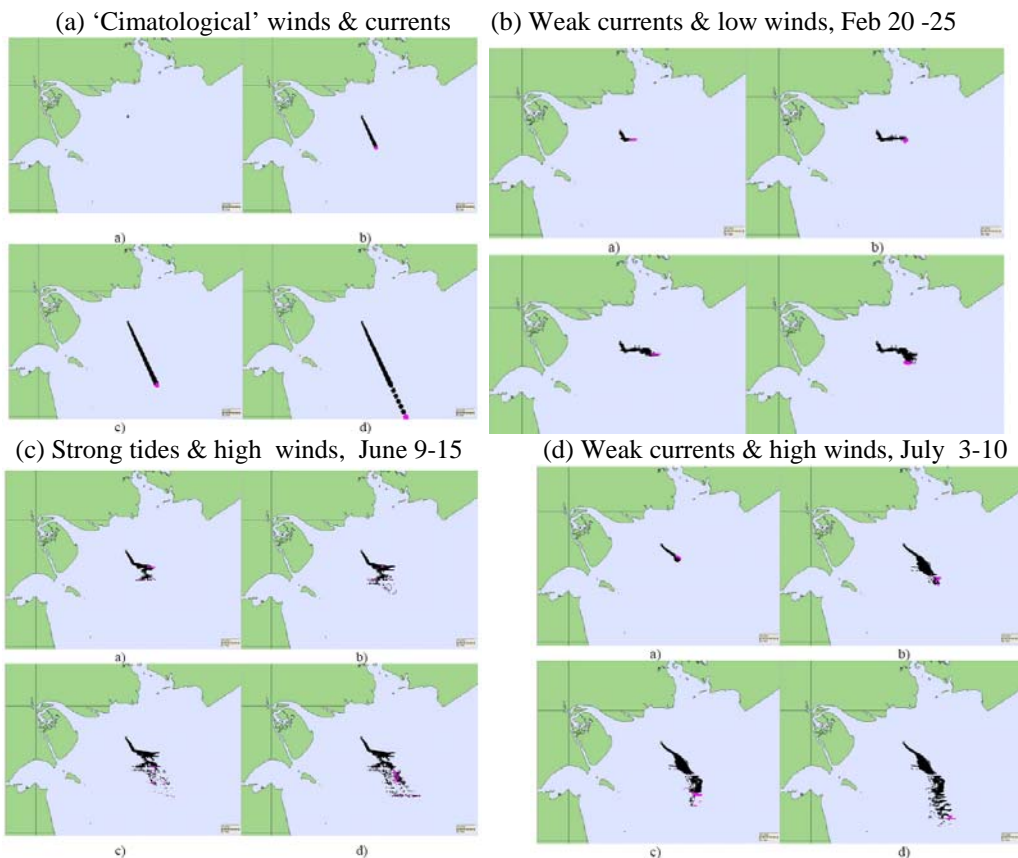 (a) ‘Cimatological’ winds & currents
(b) Weak currents & low winds, Feb 20 -25
a)
b)
c)
d)
a)
b)
(c) Strong tides & high winds, June 9-15
(d) Weak currents & high winds, July 3-10
a)
b)
c)
d)
a)
b)
c)
d)